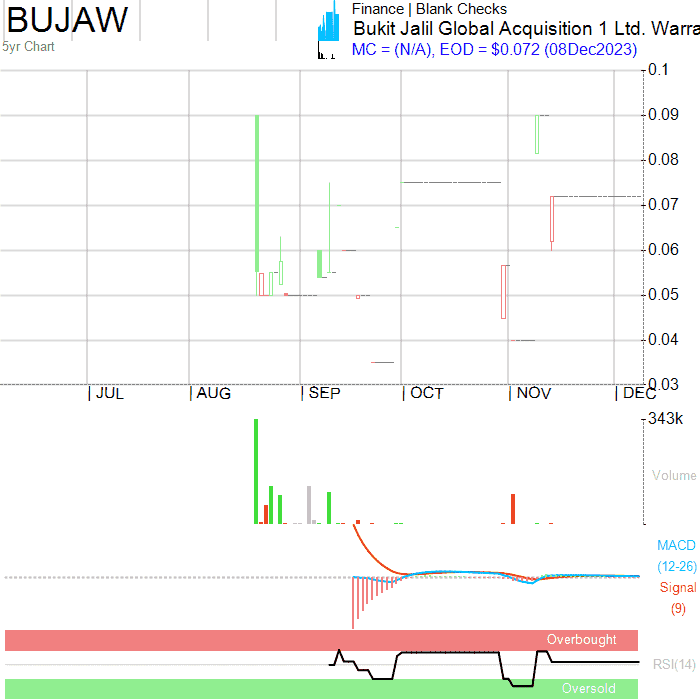 BUJAW
Finance | Blank Checks
Bukit Jalil Global Acquisition 1 Ltd. Warra
5yr Chart
MC = (N/A), EOD = $0.072 (08Dec2023)
0.1
0.09
0.08
0.07
0.06
0.05
0.04
0.03
JUL
AUG
SEP
OCT
NOV
DEC
343k
Volume
MACD
(12-26)
Signal
(9)
Overbought
RSI(14)
Oversold